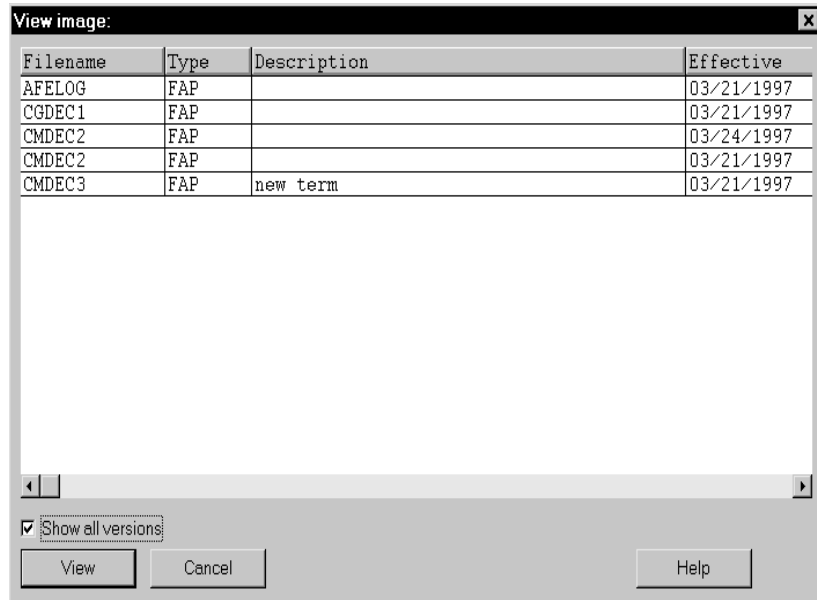 View image:
Filename Type Description Effective
AFELOG FAP 03/21/1997
CGDEC1 FAP 03/21/1997
CMDEC2 FAP 03/24/1997
CMDEC2 FAP 03/21/1997
CMDEC3 FAP new term 03/21/1997
Show all versions
View Cancel Help